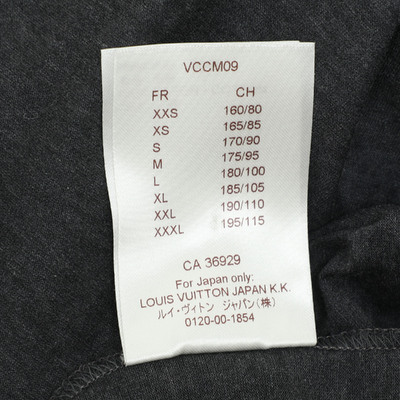 VCCM09
FR CH
XXS 160/80
XS 165/85
S 170/90
M 175/95
L 180/100
XL 185/105
XXL 190/110
XXXL 195/115
CA 36929
For Japan only:
LOUIS VUITTON JAPAN K.K.
ルイ・ヴィトン ジャパン(株)
0120-00-1854